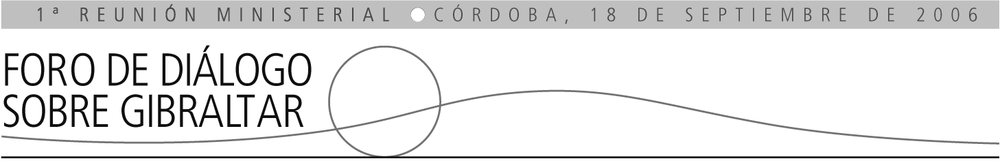 1ª REUNIÓN MINISTERIAL ● CÓRDOBA, 18 DE SEPTIEMBRE DE 2006
FORO DE DIÁLOGO
SOBRE GIBRALTAR